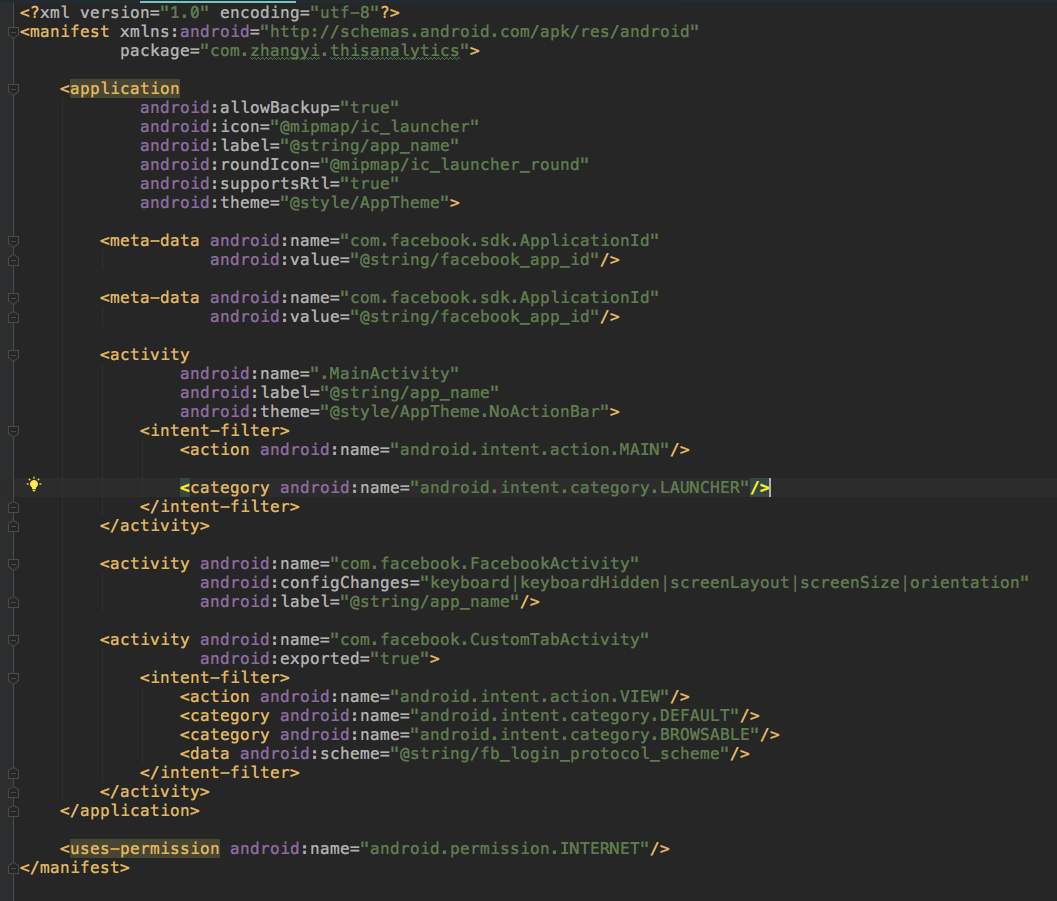 <?xml version="1.0" encoding="utf-8"?>
<manifest xmlns:android="http://schemas.android.com/apk/res/android"
package="com.zhangyi.thisanalytics">
<application
android:allowBackup="true"
android:icon="@mipmap/ic_launcher"
android:label="@string/app_name"
android:roundIcon="@mipmap/ic_launcher_round"
android:supportsRtl="true"
android:theme="@style/AppTheme">
<meta-data android:name="com.facebook.sdk.ApplicationId"
android:value="@string/facebook_app_id"/>
<meta-data android:name="com.facebook.sdk.ApplicationId"
android:value="@string/facebook_app_id"/>
<activity
android:name=".MainActivity"
android:label="@string/app_name"
android:theme="@style/AppTheme.NoActionBar">
<intent-filter>
<action android:name="android.intent.action.MAIN"/>
<category android:name="android.intent.category.LAUNCHER"/>
</intent-filter>
</activity>
<activity android:name="com.facebook.FacebookActivity"
android:configChanges="keyboard|keyboardHidden|screenLayout|screenSize|orientation"
android:label="@string/app_name"/>
<activity android:name="com.facebook.CustomTabActivity"
android:exported="true">
<intent-filter>
<action android:name="android.intent.action.VIEW"/>
<category android:name="android.intent.category.DEFAULT"/>
<category android:name="android.intent.category.BROWSABLE"/>
<data android:scheme="@string/fb_login_protocol_scheme"/>
</intent-filter>
</activity>
</application>
<uses-permission android:name="android.permission.INTERNET"/>
</manifest>